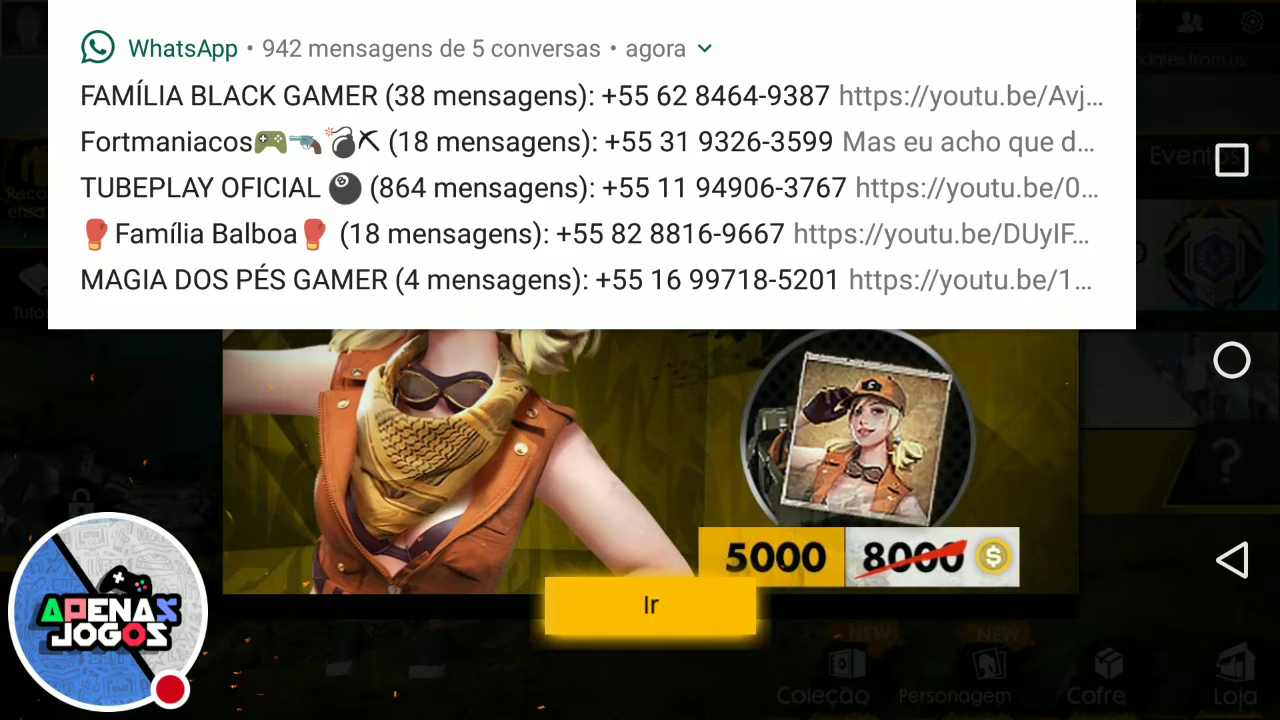 WhatsApp • 942 mensagens de 5 conversas • agora
FAMÍLIA BLACK GAMER (38 mensagens): +55 62 8464-9387 https://youtu.be/Avj...
Fortmaniacos🎮🔫💣⛏ (18 mensagens): +55 31 9326-3599 Mas eu acho que d...
TUBEPLAY OFICIAL 🎱 (864 mensagens): +55 11 94906-3767 https://youtu.be/0...
🥊Família Balboa🥊 (18 mensagens): +55 82 8816-9667 https://youtu.be/DUyIF...
MAGIA DOS PÉS GAMER (4 mensagens): +55 16 99718-5201 https://youtu.be/1...
Eventos
?
5000 8000 $
Ir
APENAS
JOGOS
NEW NEW
Coleção Personagem Cofre Loja